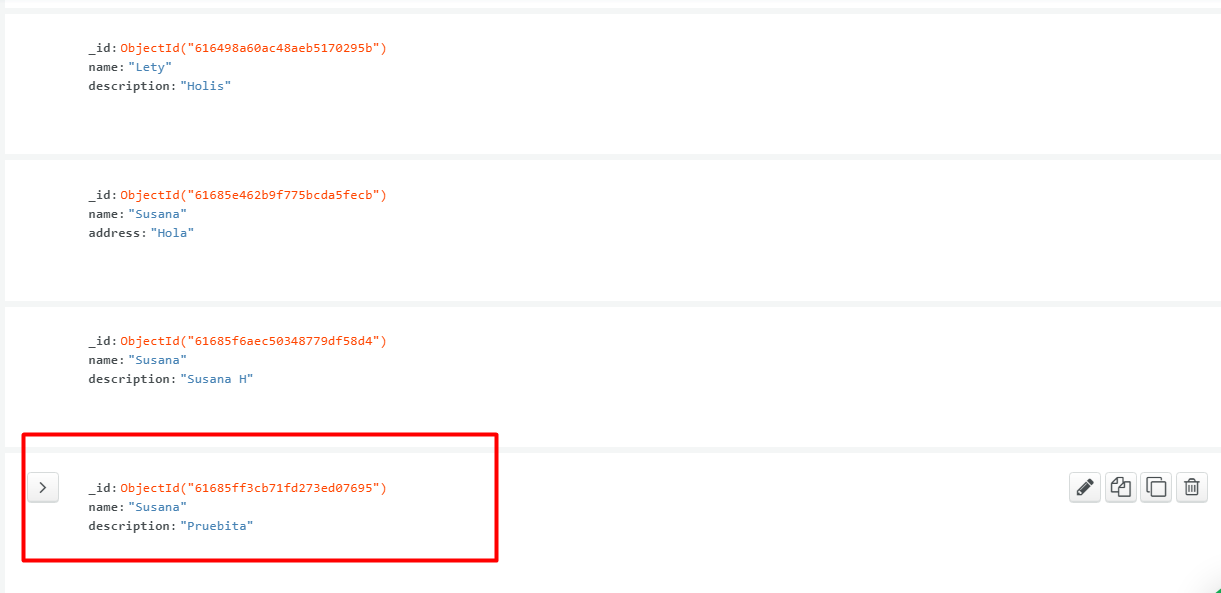 _id: ObjectId("616498a60ac48aeb5170295b")
name: "Lety"
description: "Holis"
_id: ObjectId("61685e462b9f775bcda5fecb")
name: "Susana"
address: "Hola"
_id: ObjectId("61685f6aec50348779df58d4")
name: "Susana"
description: "Susana H"
_id: ObjectId("61685ff3cb71fd273ed07695")
name: "Susana"
description: "Pruebita"